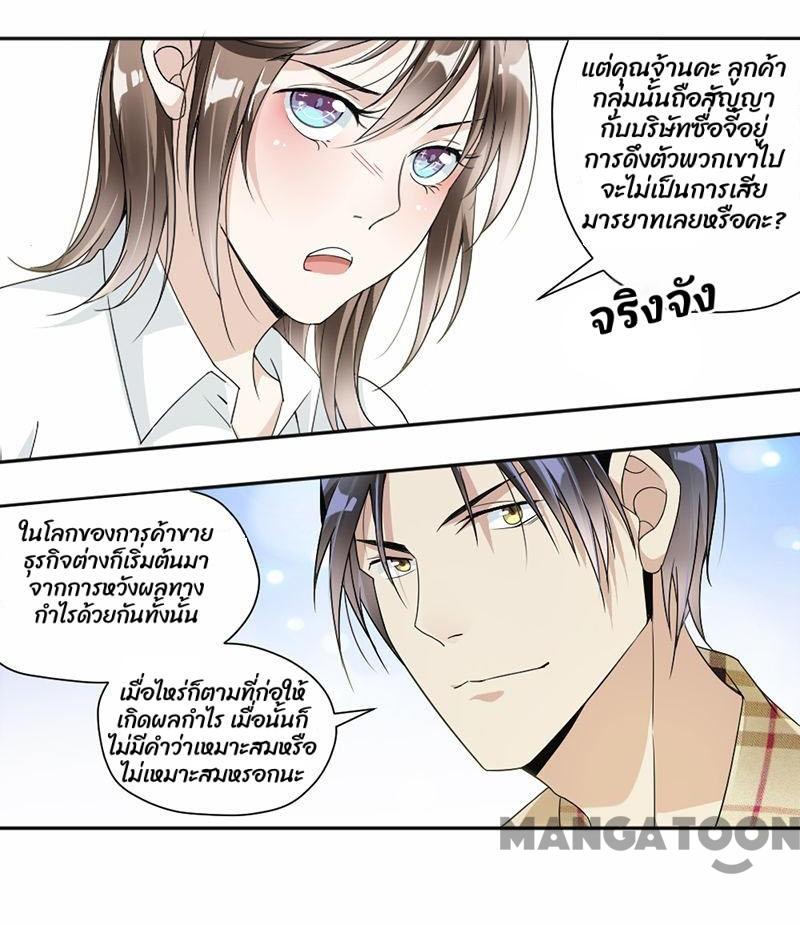 แต่คุณจ้านคะ ลูกค้า
กลุ่มนั้นถือสัญญา
กับบริษัทซื่อจี้อยู่
การดึงตัวพวกเขาไป
จะไม่เป็นการเสีย
มารยาทเลยหรือคะ?
จริงจัง
ในโลกของการค้าขาย
ธุรกิจต่างก็เริ่มต้นมา
จากการหวังผลทาง
กำไรด้วยกันทั้งนั้น
เมื่อไหร่ก็ตามที่ก่อให้
เกิดผลกำไร เมื่อนั้นก็
ไม่มีคำว่าเหมาะสมหรือ
ไม่เหมาะสมหรอกนะ
MANGATOON